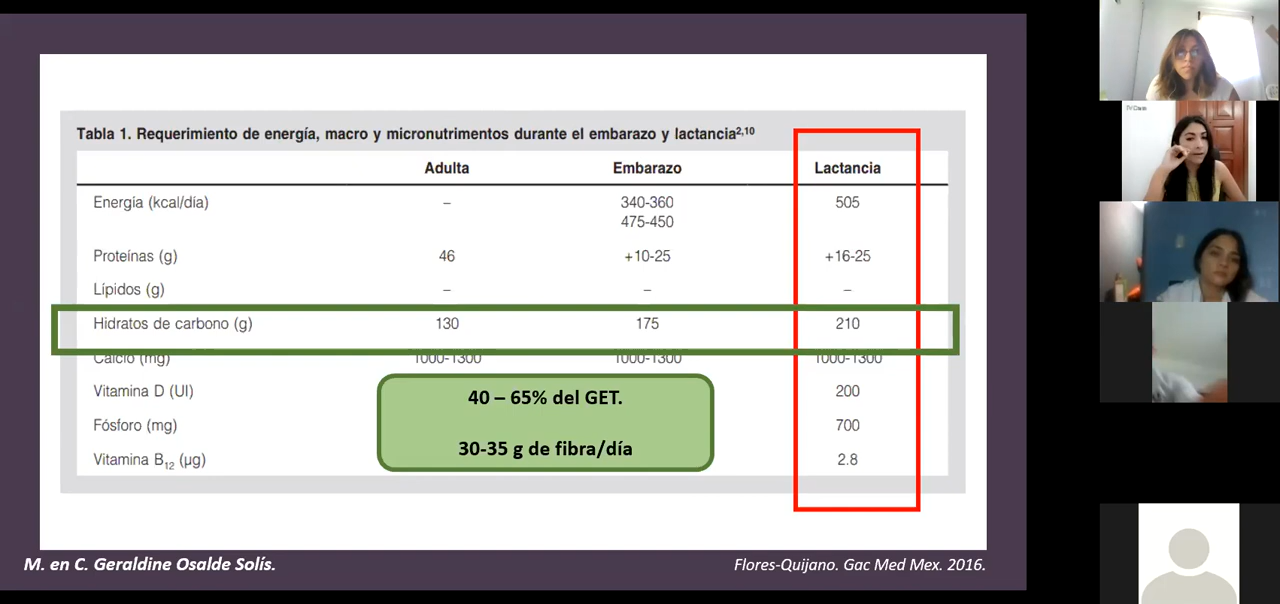 Tabla 1. Requerimiento de energía, macro y micronutrimentos durante el embarazo y lactancia2,10
Adulta Embarazo Lactancia
Energía (kcal/día) – 340-360 505
475-450
Proteínas (g) 46 +10-25 +16-25
Lípidos (g) – – –
Hidratos de carbono (g) 130 175 210
Calcio (mg) 1000-1300 1000-1300 1000-1300
Vitamina D (UI) 200
Fósforo (mg) 700
Vitamina B12 (µg) 2.8
40 – 65% del GET.
30-35 g de fibra/día
M. en C. Geraldine Osalde Solís.
Flores-Quijano. Gac Med Mex. 2016.